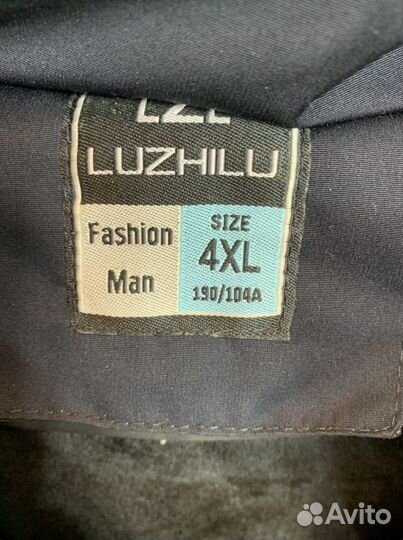 LZL
LUZHILU
Fashion
Man
SIZE
4XL
190/104A
Avito